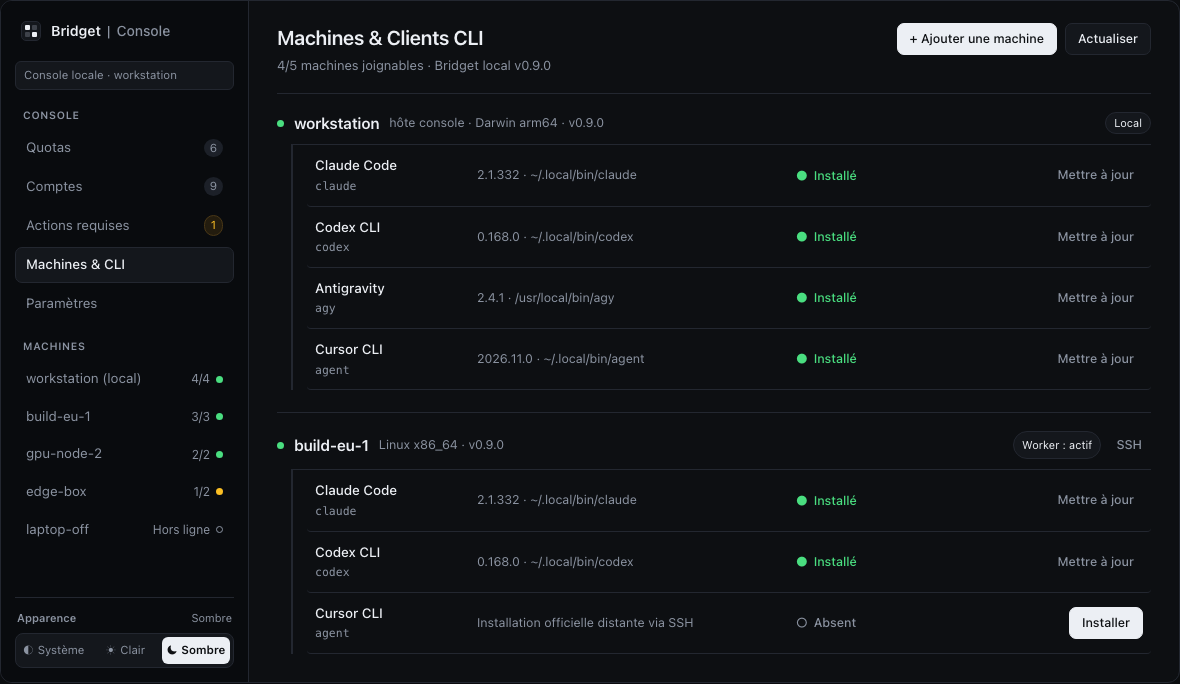 Bridget | Console
Console locale · workstation
CONSOLE
Quotas 6
Comptes 9
Actions requises 1
Machines & CLI
Paramètres
MACHINES
workstation (local) 4/4
build-eu-1 3/3
gpu-node-2 2/2
edge-box 1/2
laptop-off Hors ligne
Apparence Sombre
Système Clair Sombre
Machines & Clients CLI
4/5 machines joignables · Bridget local v0.9.0
+ Ajouter une machine
Actualiser
workstation hôte console · Darwin arm64 · v0.9.0 Local
Claude Code
claude
2.1.332 · ~/.local/bin/claude Installé Mettre à jour
Codex CLI
codex
0.168.0 · ~/.local/bin/codex Installé Mettre à jour
Antigravity
agy
2.4.1 · /usr/local/bin/agy Installé Mettre à jour
Cursor CLI
agent
2026.11.0 · ~/.local/bin/agent Installé Mettre à jour
build-eu-1 Linux x86_64 · v0.9.0 Worker : actif SSH
Claude Code
claude
2.1.332 · ~/.local/bin/claude Installé Mettre à jour
Codex CLI
codex
0.168.0 · ~/.local/bin/codex Installé Mettre à jour
Cursor CLI
agent
Installation officielle distante via SSH Absent Installer